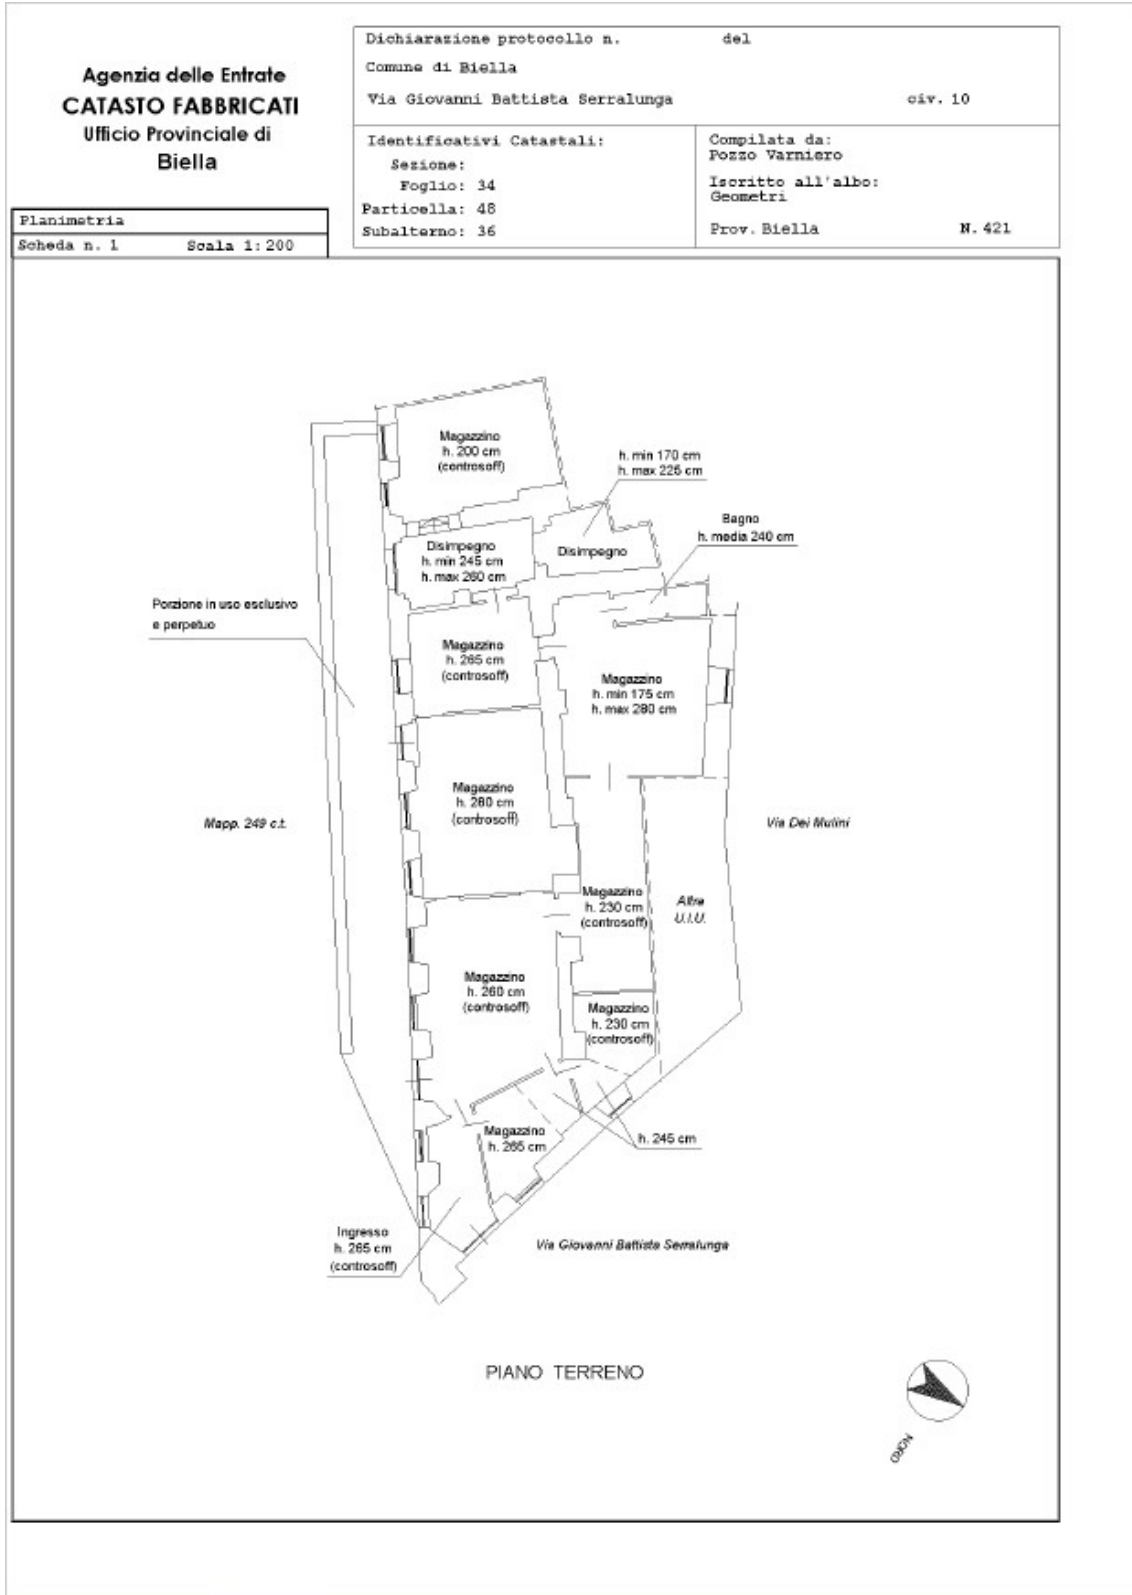 Agenzia delle Entrate
CATASTO FABBRICATI
Ufficio Provinciale di
Biella
Dichiarazione protocollo n. del
Comune di Biella
Via Giovanni Battista Serralunga civ. 10
Identificativi Catastali:
Sezione:
Foglio: 34
Particella: 48
Subalterno: 36
Compilata da:
Pozzo Varniero
Iscritto all'albo:
Geometri
Prov. Biella N. 421
Planimetria
Scheda n. 1 Scala 1:200
Magazzino
h. 200 cm
(controsoff)
h. min 170 cm
h. max 225 cm
Bagno
h. media 240 cm
Disimpegno
h. min 245 cm
h. max 260 cm
Disimpegno
Porzione in uso esclusivo
e perpetuo
Magazzino
h. 265 cm
(controsoff)
Magazzino
h. min 175 cm
h. max 280 cm
Magazzino
h. 280 cm
(controsoff)
Mapp. 249 c.t.
Via Dei Mulini
Magazzino
h. 230 cm
(controsoff)
Altra
U.I.U.
Magazzino
h. 260 cm
(controsoff)
Magazzino
h. 230 cm
(controsoff)
Magazzino
h. 265 cm
h. 245 cm
Ingresso
h. 265 cm
(controsoff)
Via Giovanni Battista Serralunga
PIANO TERRENO
NORD